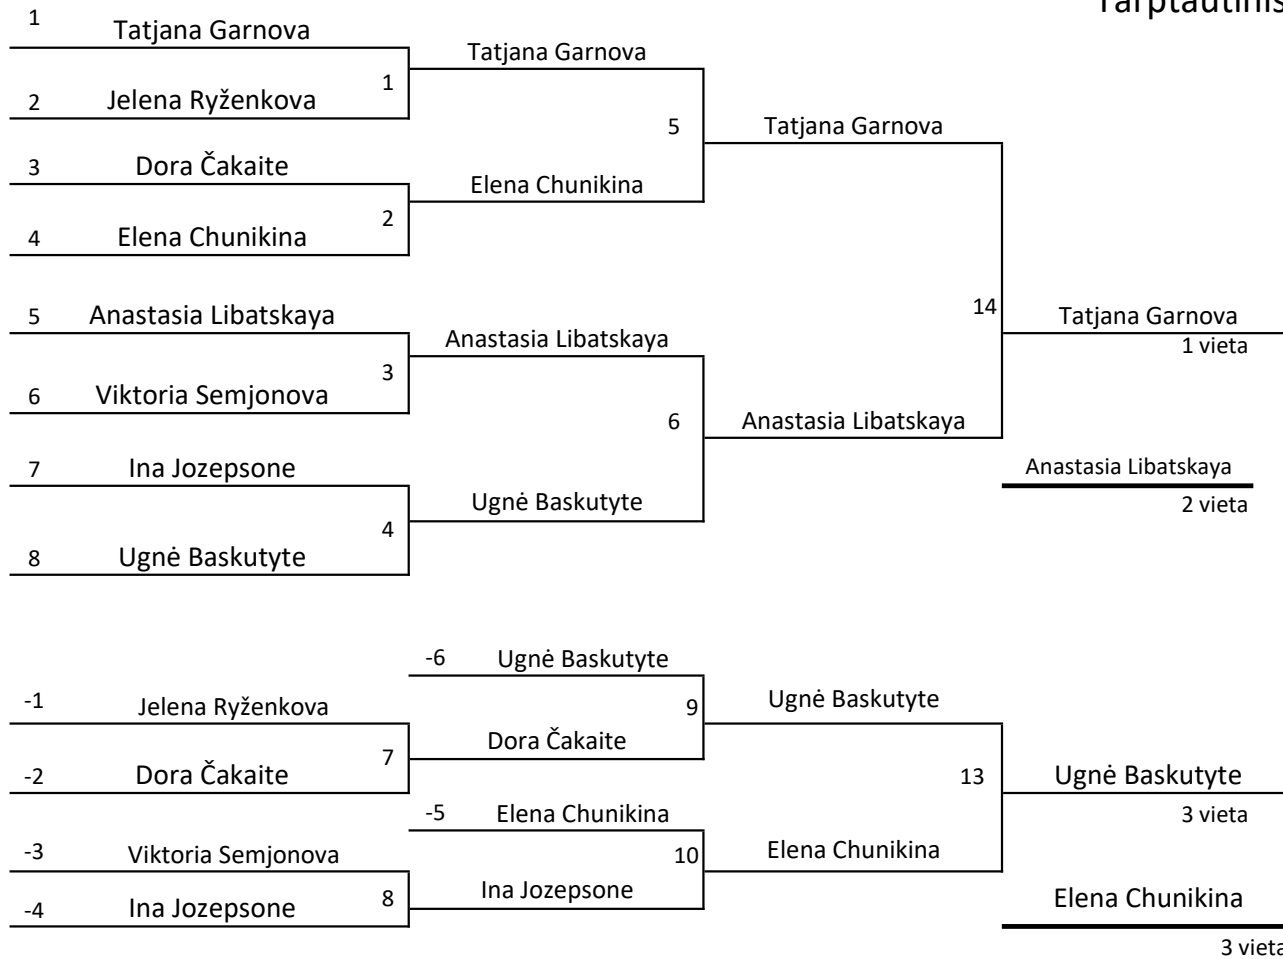 Tarptautinis
1
Tatjana Garnova
Tatjana Garnova
1
2
Jelena Ryženkova
5
Tatjana Garnova
3
Dora Čakaite
Elena Chunikina
2
4
Elena Chunikina
14
Tatjana Garnova
1 vieta
5
Anastasia Libatskaya
Anastasia Libatskaya
3
6
Viktoria Semjonova
6
Anastasia Libatskaya
7
Ina Jozepsone
Anastasia Libatskaya
2 vieta
Ugnė Baskutyte
4
8
Ugnė Baskutyte
-6
Ugnė Baskutyte
-1
Jelena Ryženkova
9
Ugnė Baskutyte
Dora Čakaite
7
-2
Dora Čakaite
13
Ugnė Baskutyte
3 vieta
-5
Elena Chunikina
-3
Viktoria Semjonova
10
Elena Chunikina
Ina Jozepsone
8
-4
Ina Jozepsone
Elena Chunikina
3 vieta